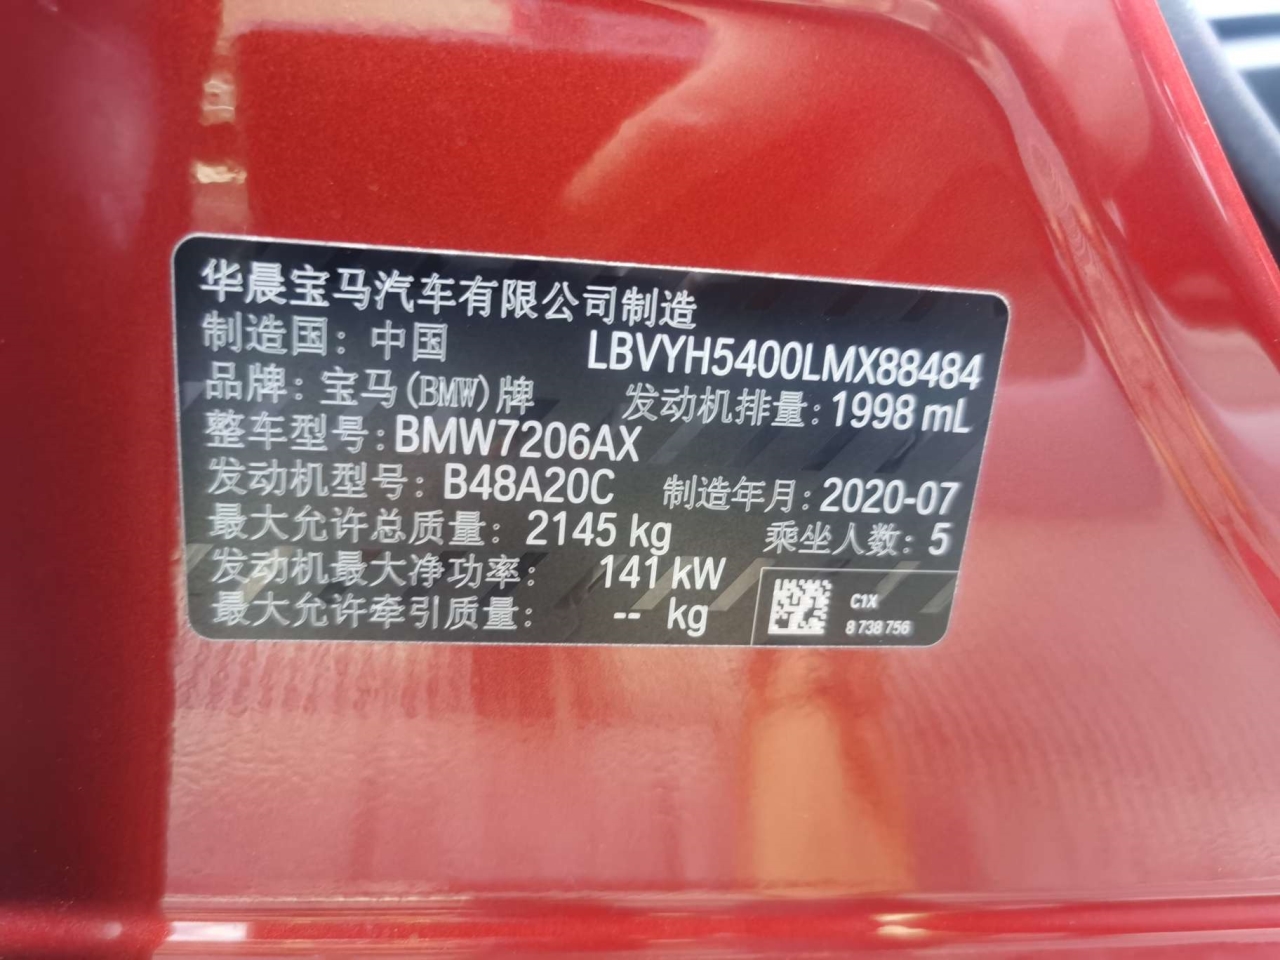 华晨宝马汽车有限公司制造
制造国：中国
LBVYH5400LMX88484
品牌：宝马(BMW)牌
发动机排量：1998 mL
整车型号：BMW7206AX
发动机型号：B48A20C
制造年月：2020-07
最大允许总质量：2145 kg
乘坐人数：5
发动机最大净功率：141 kW
最大允许牵引质量：-- kg
C1X
8 738 756